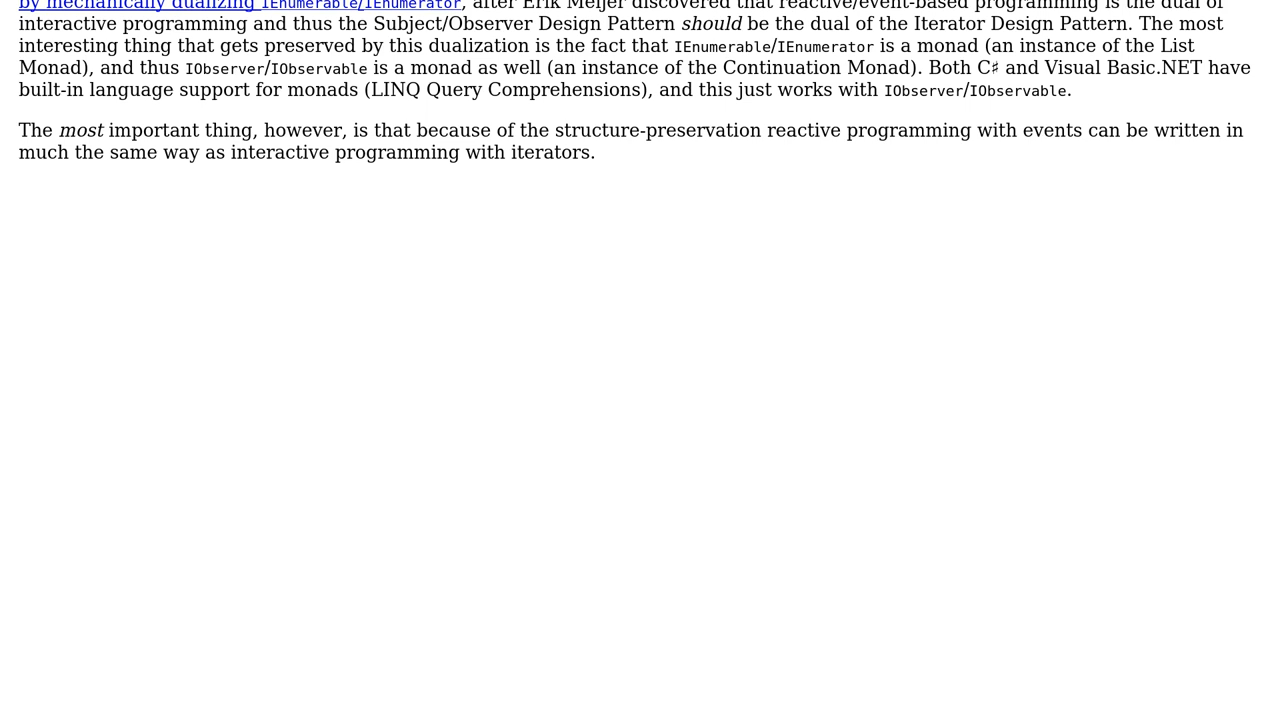 by mechanically dualizing IEnumerable/IEnumerator, after Erik Meijer discovered that reactive/event-based programming is the dual of
interactive programming and thus the Subject/Observer Design Pattern should be the dual of the Iterator Design Pattern. The most
interesting thing that gets preserved by this dualization is the fact that IEnumerable/IEnumerator is a monad (an instance of the List
Monad), and thus IObserver/IObservable is a monad as well (an instance of the Continuation Monad). Both C♯ and Visual Basic.NET have
built-in language support for monads (LINQ Query Comprehensions), and this just works with IObserver/IObservable.
The most important thing, however, is that because of the structure-preservation reactive programming with events can be written in
much the same way as interactive programming with iterators.